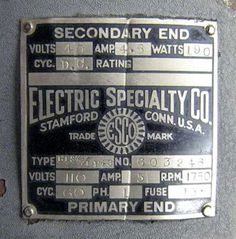 SECONDARY END
VOLTS AMP. WATTS 190
CYC. D.C. RATING
ELECTRIC SPECIALTY CO.
STAMFORD CONN. U.S.A.
TRADE ESCO MARK
TYPE NO.
VOLTS 110 AMP. 5 R.P.M. 1750
CYC. 60 PH. 1 FUSE
PRIMARY END